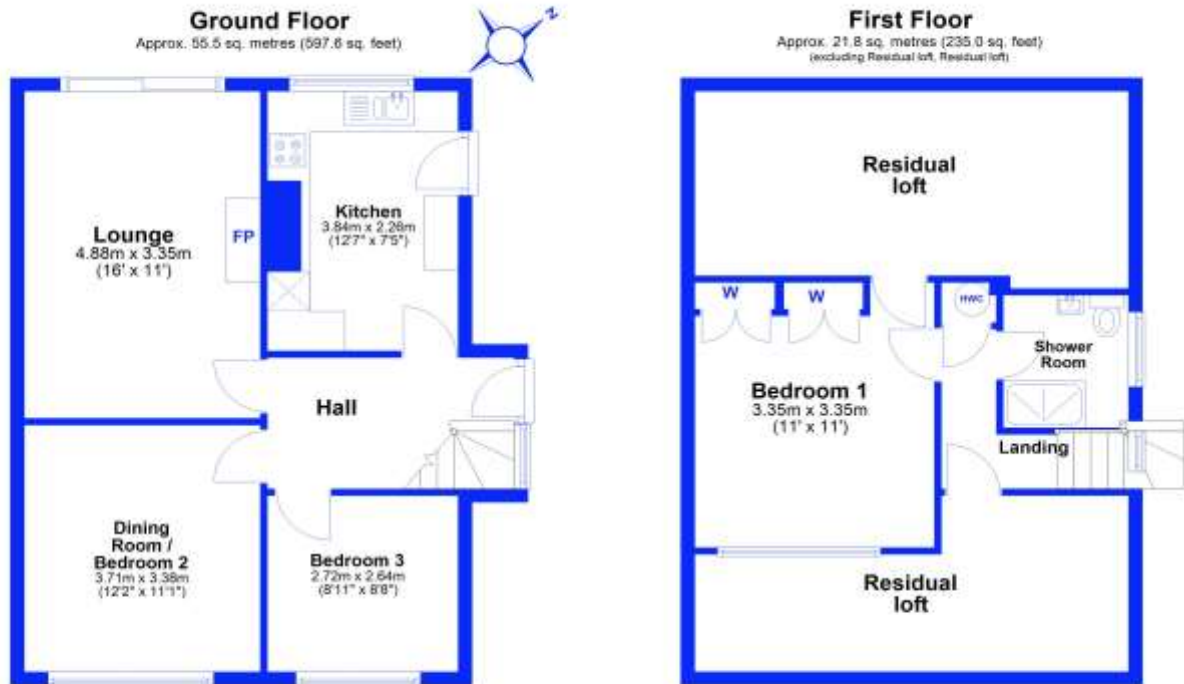 Ground Floor
Approx. 55.5 sq. metres (597.6 sq. feet)
N
Lounge
4.88m x 3.35m
(16' x 11')
FP
Kitchen
3.84m x 2.26m
(12'7" x 7'5")
Hall
Dining
Room /
Bedroom 2
3.71m x 3.38m
(12'2" x 11'1")
Bedroom 3
2.72m x 2.64m
(8'11" x 8'8")
First Floor
Approx. 21.8 sq. metres (235.0 sq. feet)
(excluding Residual loft, Residual loft)
Residual
loft
W
W
HWC
Shower
Room
Bedroom 1
3.35m x 3.35m
(11' x 11')
Landing
Residual
loft